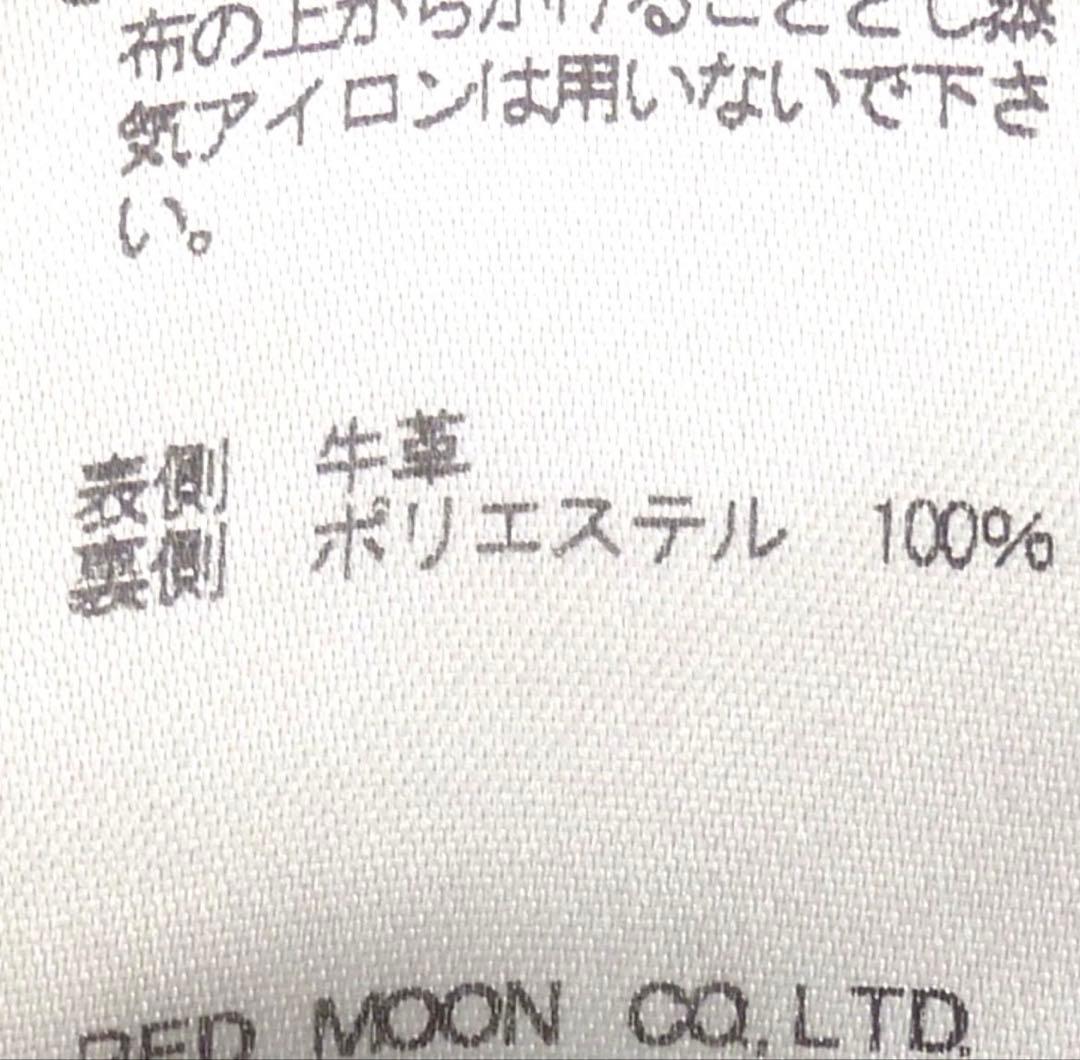 布の上からかけることとし蒸
気アイロンは用いないで下さ
い。
表側 牛革
裏側 ポリエステル 100%
RED MOON CO.,LTD.